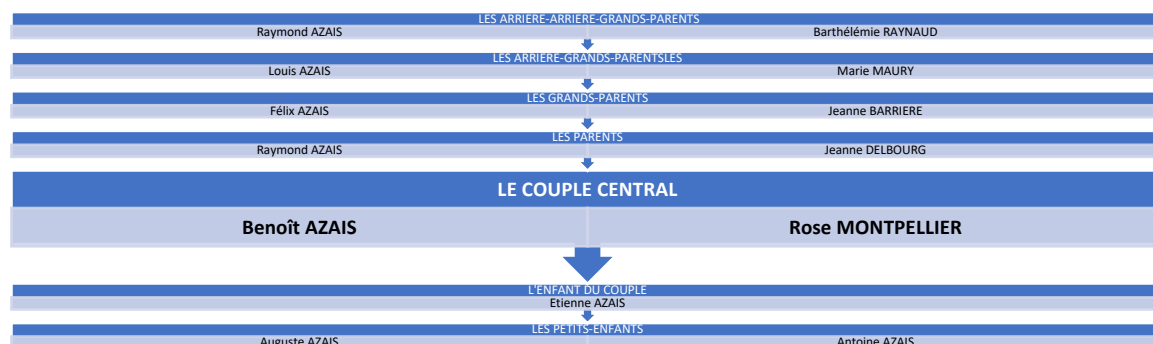 LES ARRIERE-ARRIERE-GRANDS-PARENTS
Raymond AZAIS Barthélémie RAYNAUD
LES ARRIERE-GRANDS-PARENTSLES
Louis AZAIS Marie MAURY
LES GRANDS-PARENTS
Félix AZAIS Jeanne BARRIERE
LES PARENTS
Raymond AZAIS Jeanne DELBOURG
LE COUPLE CENTRAL
Benoît AZAIS Rose MONTPELLIER
L'ENFANT DU COUPLE
Etienne AZAIS
LES PETITS-ENFANTS
Auguste AZAIS Antoine AZAIS